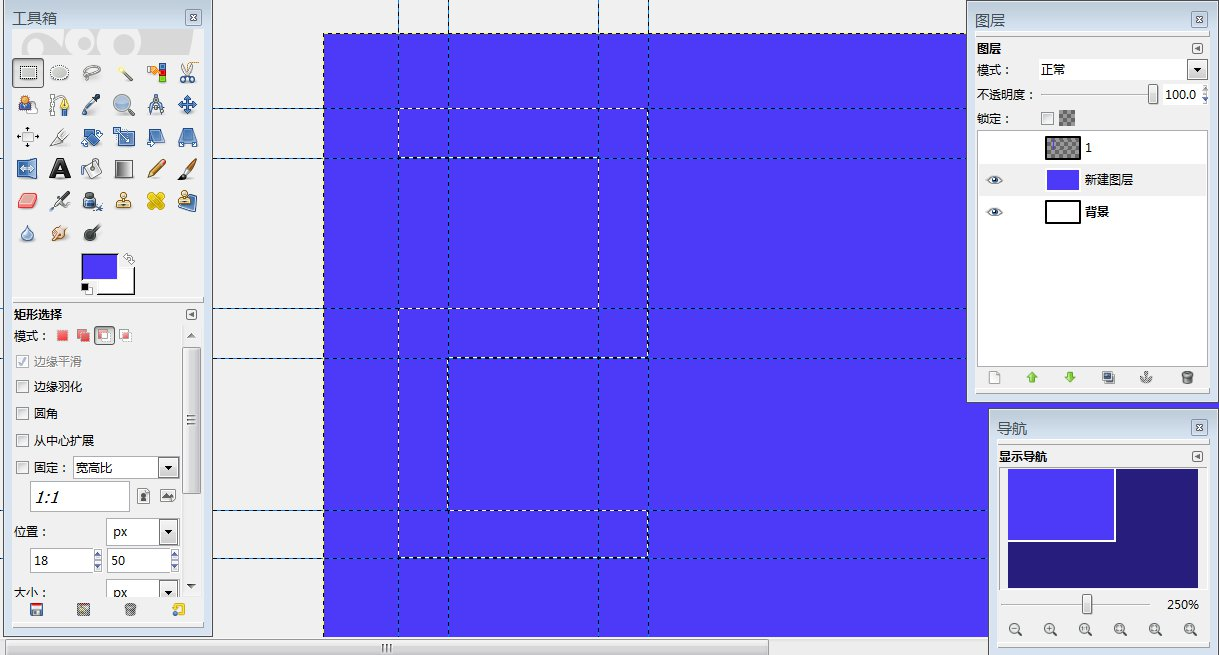 工具箱
矩形选择
模式：
边缘平滑
边缘羽化
圆角
从中心扩展
固定：
宽高比
1:1
位置：
px
18
50
大小：
px
图层
图层
模式：
正常
不透明度：
100.0
锁定：
1
新建图层
背景
导航
显示导航
250%